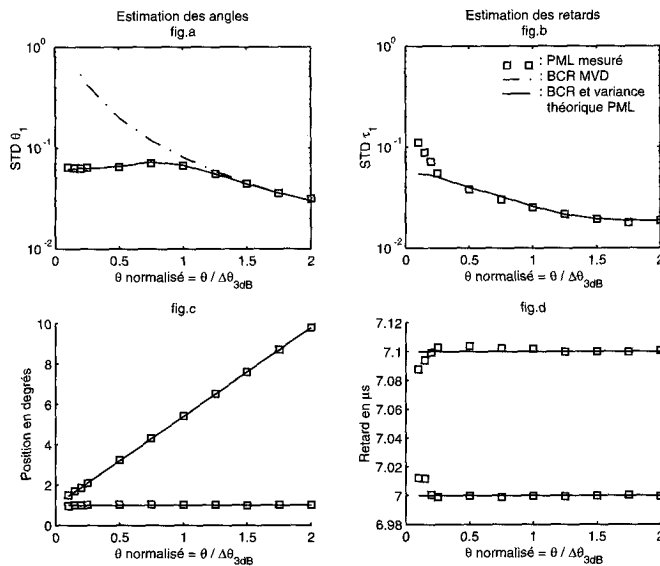 Estimation des angles
fig.a
10^0
10^-1
10^-2
STD θ1
0 0.5 1 1.5 2
θ normalisé = θ / Δθ3dB
Estimation des retards
fig.b
10^0
10^-1
10^-2
STD τ1
: PML mesuré
: BCR MVD
: BCR et variance
théorique PML
0 0.5 1 1.5 2
θ normalisé = θ / Δθ3dB
fig.c
10
8
6
4
2
0
Position en degrés
0 0.5 1 1.5 2
θ normalisé = θ / Δθ3dB
fig.d
7.12
7.1
7.08
7.06
7.04
7.02
7
6.98
Retard en µs
0 0.5 1 1.5 2
θ normalisé = θ / Δθ3dB